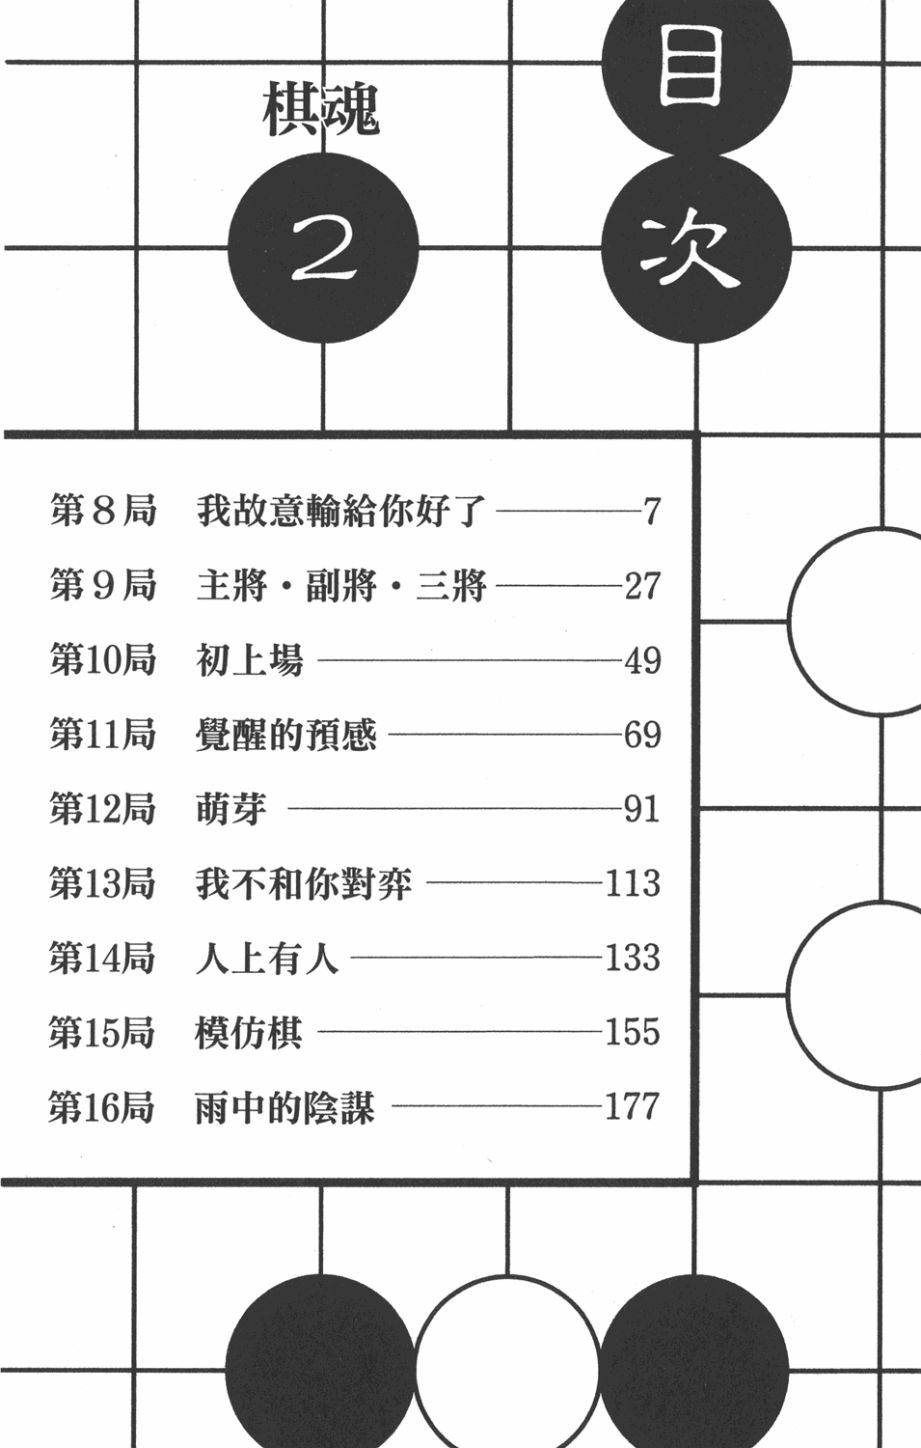 目次
棋魂
2
第8局 我故意輸給你好了 7
第9局 主將・副將・三將 27
第10局 初上場 49
第11局 覺醒的預感 69
第12局 萌芽 91
第13局 我不和你對弈 113
第14局 人上有人 133
第15局 模仿棋 155
第16局 雨中的陰謀 177